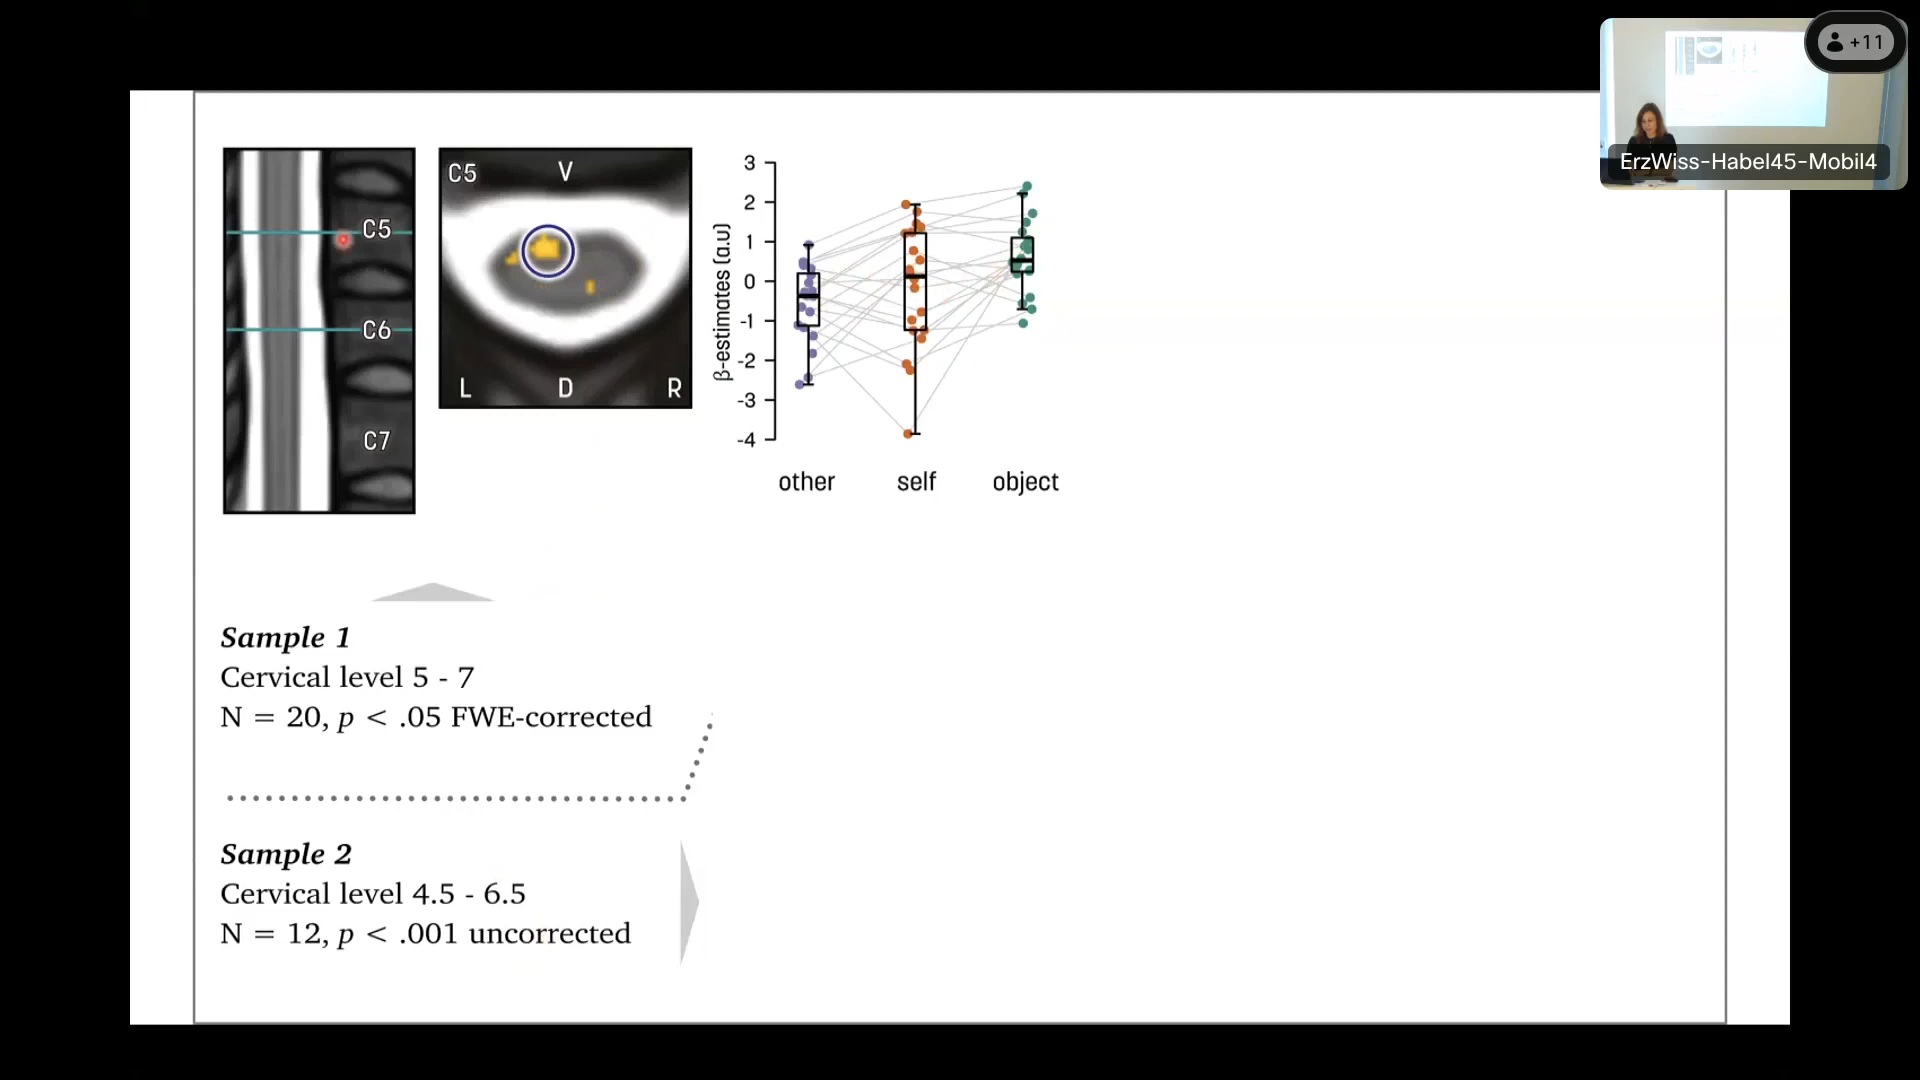 +11
ErzWiss-Habel45-Mobil4
C5
C6
C7
C5
V
L
D
R
β-estimates (a.u)
3
2
1
0
-1
-2
-3
-4
other
self
object
Sample 1
Cervical level 5 - 7
N = 20, p < .05 FWE-corrected
Sample 2
Cervical level 4.5 - 6.5
N = 12, p < .001 uncorrected